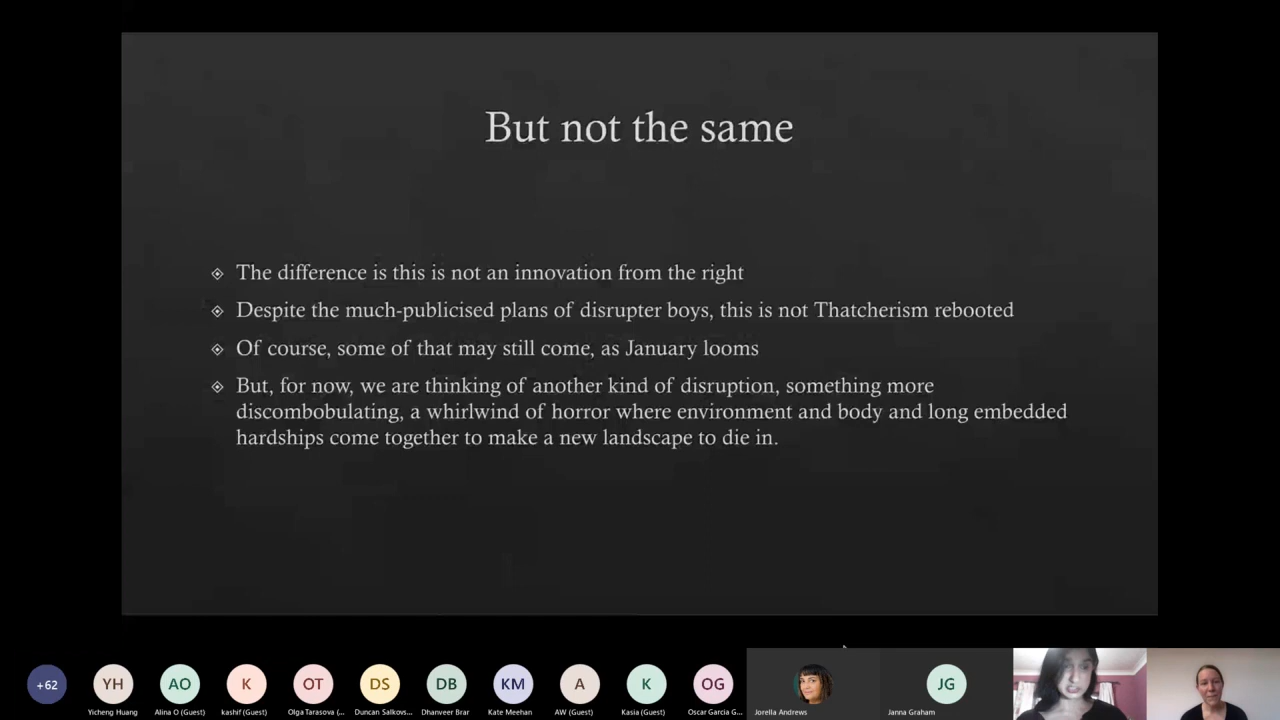 But not the same
The difference is this is not an innovation from the right
Despite the much-publicised plans of disrupter boys, this is not Thatcherism rebooted
Of course, some of that may still come, as January looms
But, for now, we are thinking of another kind of disruption, something more
discombobulating, a whirlwind of horror where environment and body and long embedded
hardships come together to make a new landscape to die in.
+62
YH
AO
K
OT
DS
DB
KM
A
K
OG
JG
Yicheng Huang
Alina O (Guest)
kashif (Guest)
Olga Tarasova (...
Duncan Salkovs...
Dhanveer Brar
Kate Meehan
AW (Guest)
Kasia (Guest)
Oscar Garcia G...
Jorella Andrews
Janna Graham